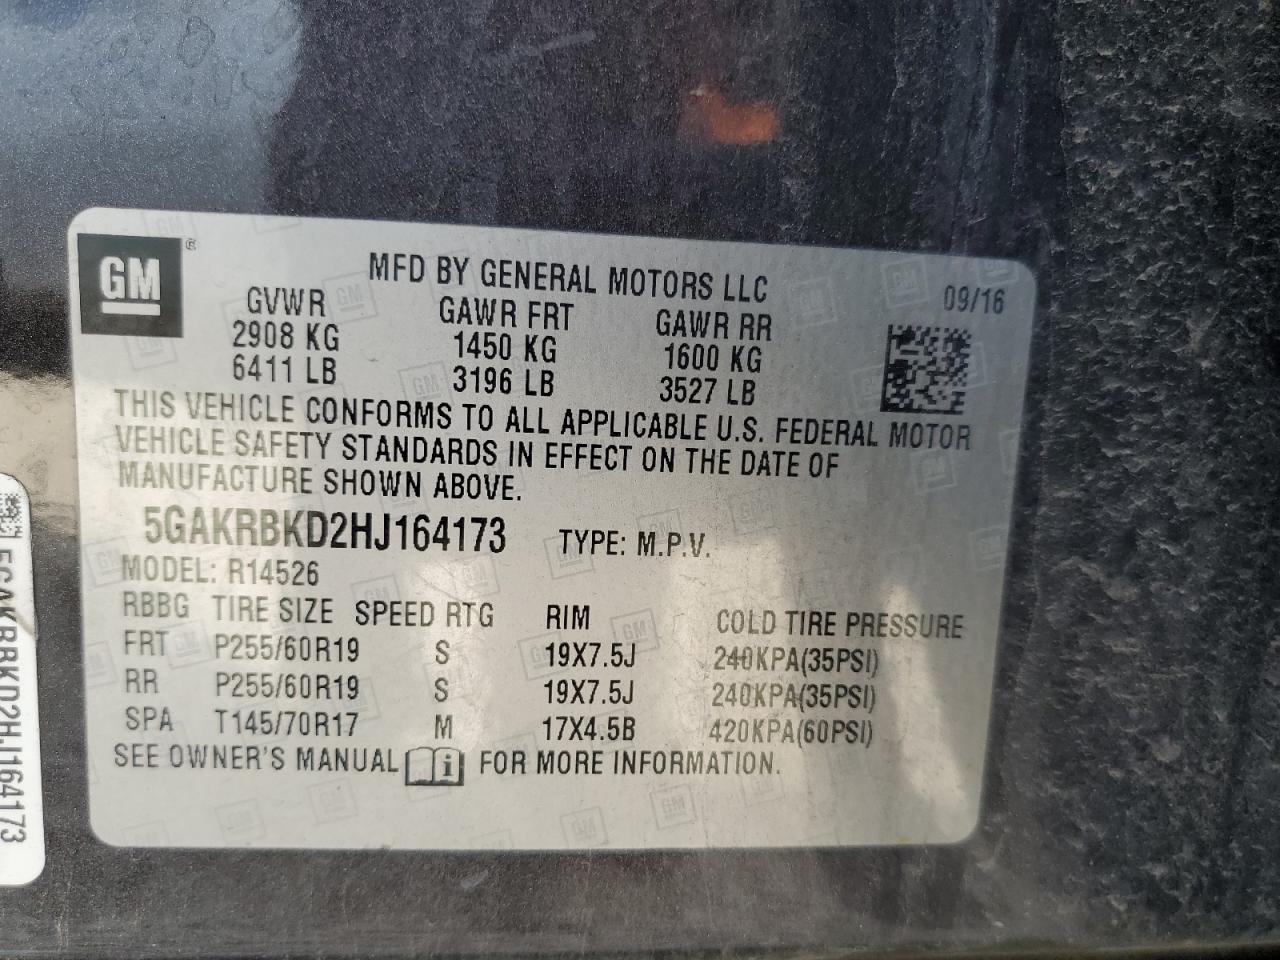 GM ®
MFD BY GENERAL MOTORS LLC
09/16
GVWR GAWR FRT GAWR RR
2908 KG 1450 KG 1600 KG
6411 LB 3196 LB 3527 LB
THIS VEHICLE CONFORMS TO ALL APPLICABLE U.S. FEDERAL MOTOR
VEHICLE SAFETY STANDARDS IN EFFECT ON THE DATE OF
MANUFACTURE SHOWN ABOVE.
5GAKRBKD2HJ164173 TYPE: M.P.V.
MODEL: R14526
RBBG TIRE SIZE SPEED RTG RIM COLD TIRE PRESSURE
FRT P255/60R19 S 19X7.5J 240KPA(35PSI)
RR P255/60R19 S 19X7.5J 240KPA(35PSI)
SPA T145/70R17 M 17X4.5B 420KPA(60PSI)
SEE OWNER'S MANUAL i FOR MORE INFORMATION.
5GAKRBKD2HJ164173